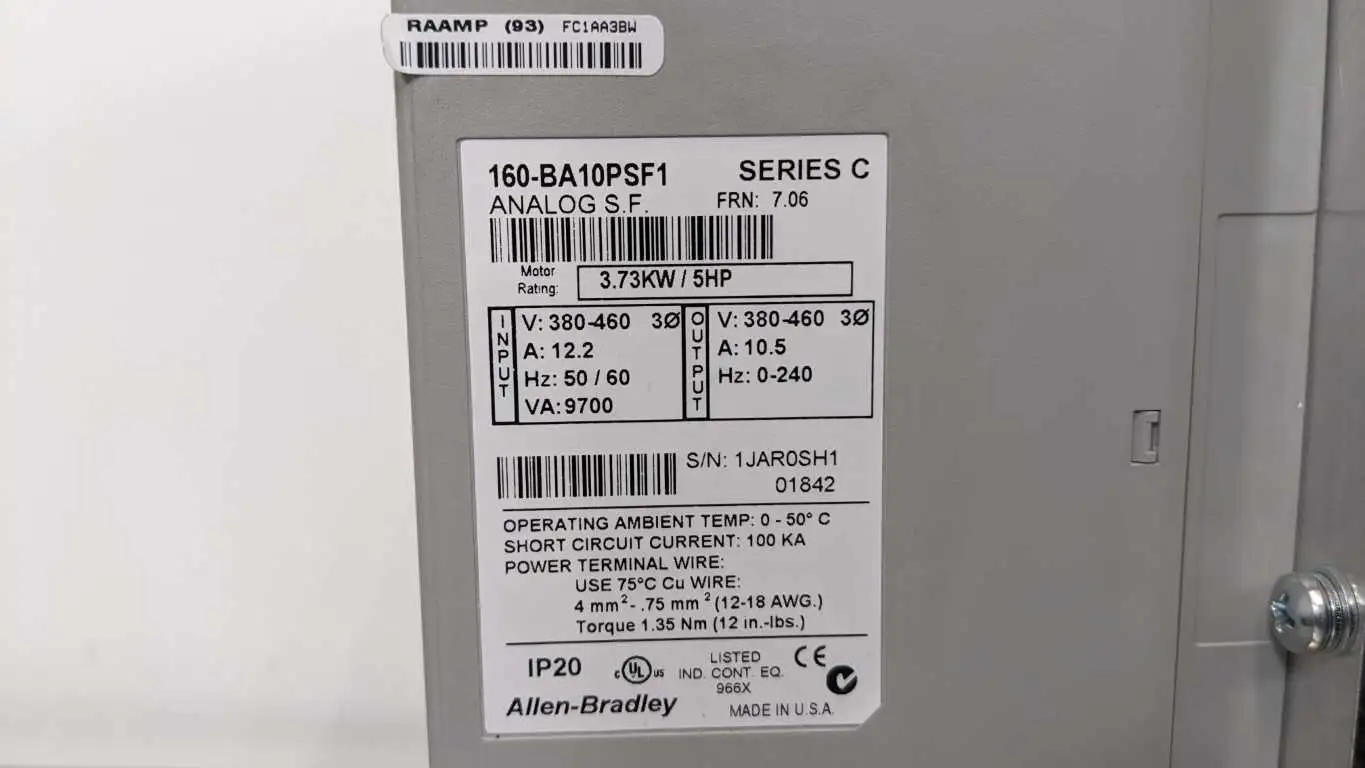 RAAMP (93) FC1AA3BW
160-BA10PSF1 SERIES C
ANALOG S.F. FRN: 7.06
Motor Rating: 3.73KW / 5HP
INPUT
V: 380-460 3Ø
A: 12.2
Hz: 50 / 60
VA: 9700
OUTPUT
V: 380-460 3Ø
A: 10.5
Hz: 0-240
S/N: 1JAR0SH1
01842
OPERATING AMBIENT TEMP: 0 - 50° C
SHORT CIRCUIT CURRENT: 100 KA
POWER TERMINAL WIRE:
USE 75°C Cu WIRE:
4 mm²- .75 mm² (12-18 AWG.)
Torque 1.35 Nm (12 in.-lbs.)
IP20
c UL us
LISTED
IND. CONT. EQ.
966X
CE
Allen-Bradley
MADE IN U.S.A.